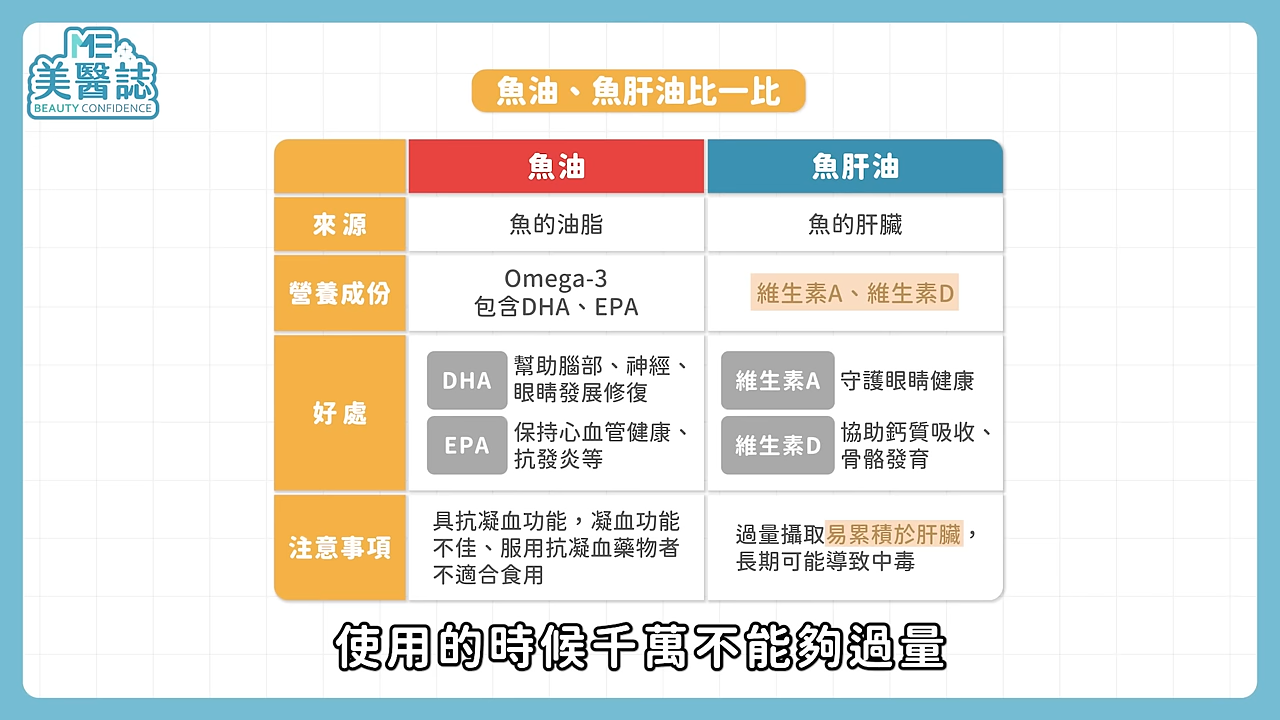 ME
美醫誌
BEAUTY CONFIDENCE
魚油、魚肝油比一比
魚油
魚肝油
來源
魚的油脂
魚的肝臟
營養成份
Omega-3
包含DHA、EPA
維生素A、維生素D
好處
DHA
幫助腦部、神經、
眼睛發展修復
EPA
保持心血管健康、
抗發炎等
維生素A
守護眼睛健康
維生素D
協助鈣質吸收、
骨骼發育
注意事項
具抗凝血功能，凝血功能
不佳、服用抗凝血藥物者
不適合食用
過量攝取易累積於肝臟，
長期可能導致中毒
使用的時候千萬不能夠過量